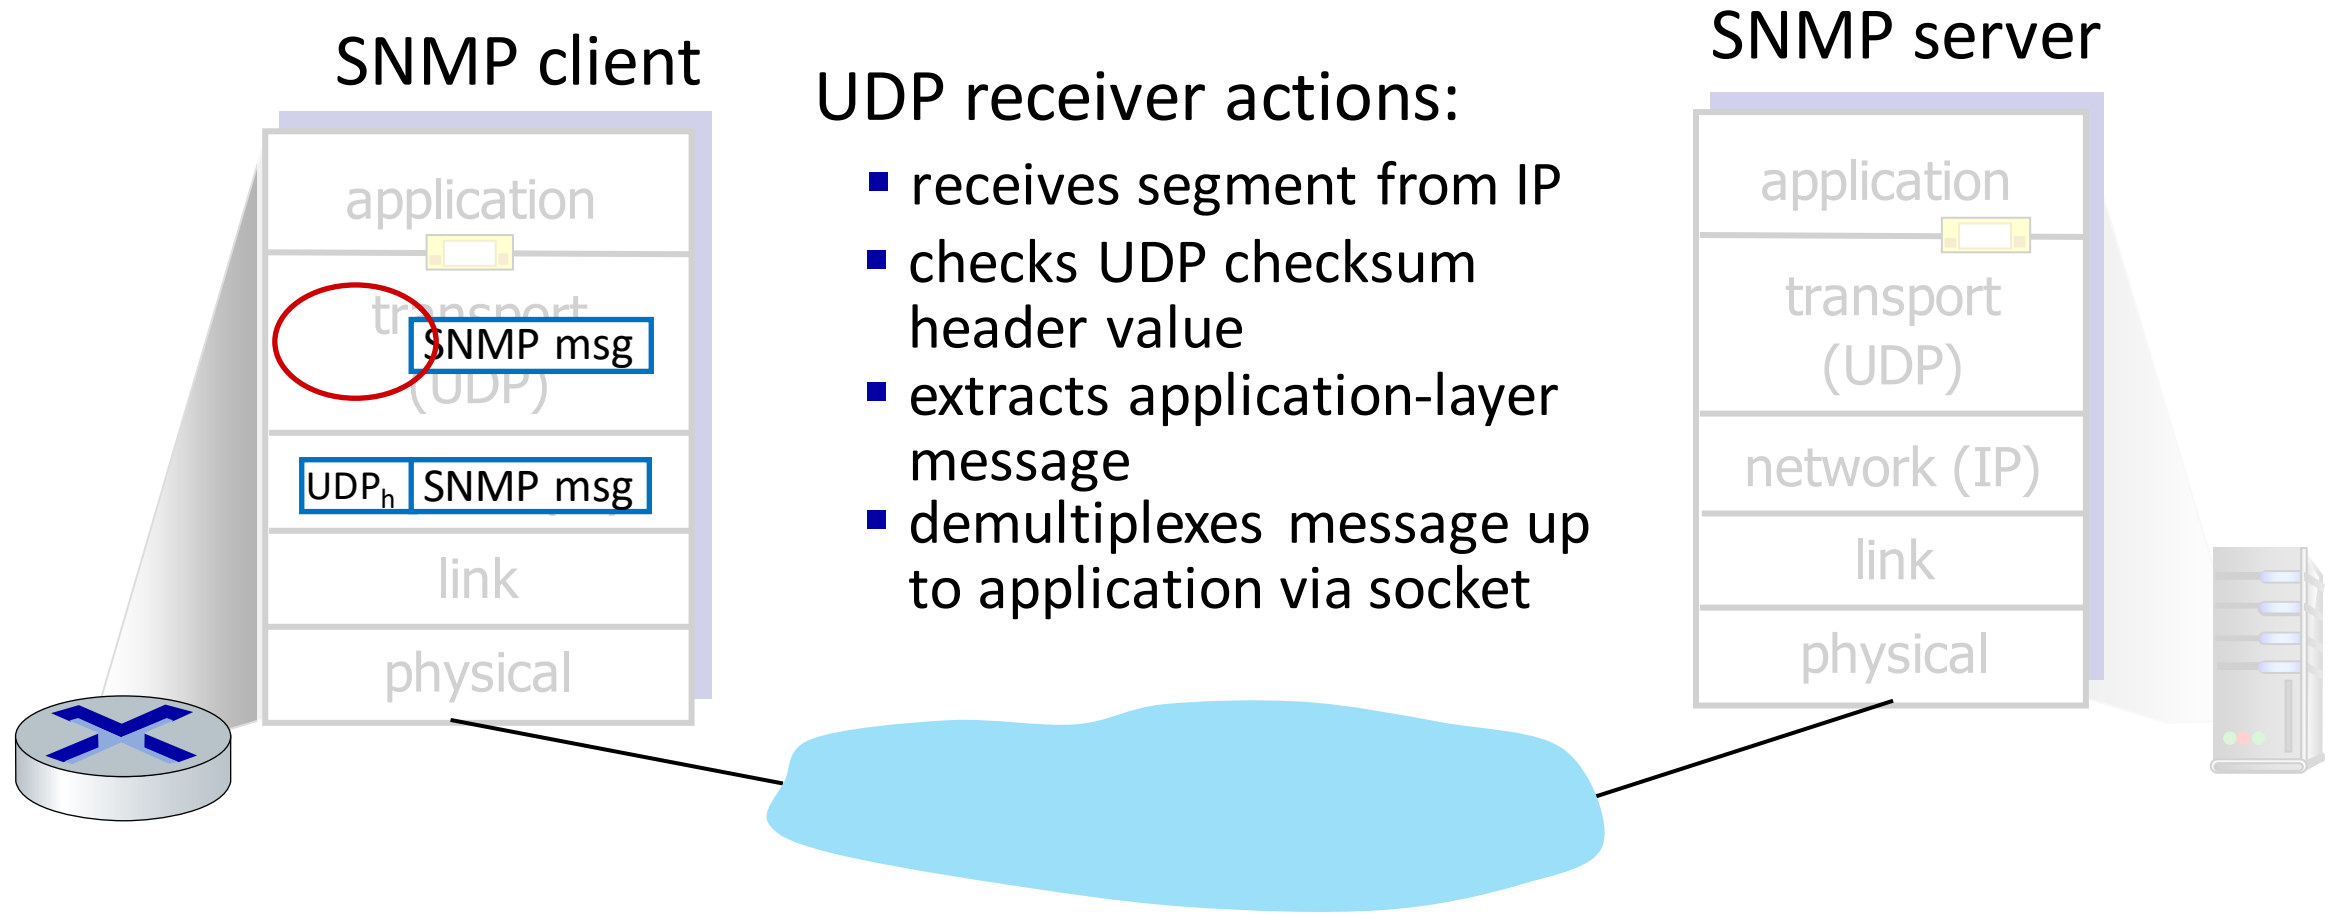 SNMP client
application
transport
SNMP msg
(UDP)
UDPh SNMP msg
link
physical
UDP receiver actions:
receives segment from IP
checks UDP checksum
header value
extracts application-layer
message
demultiplexes message up
to application via socket
SNMP server
application
transport
(UDP)
network (IP)
link
physical